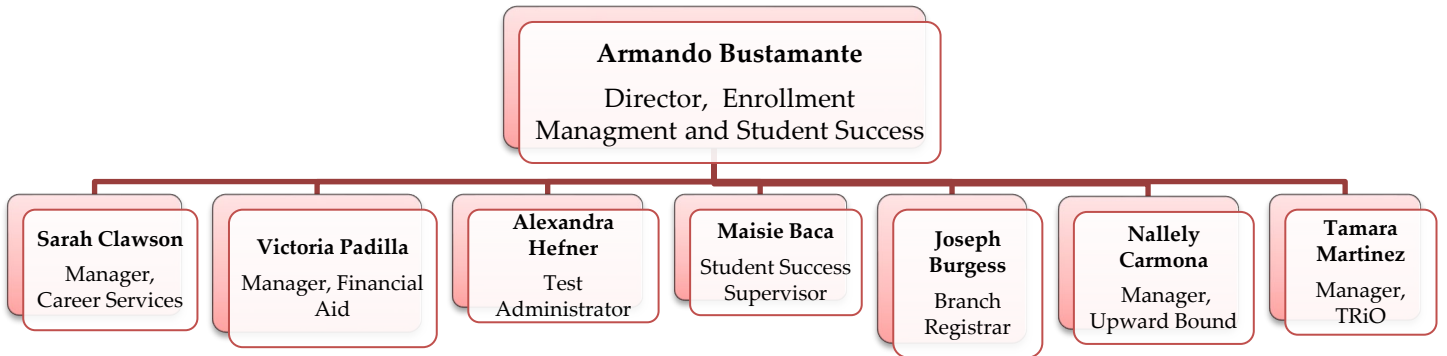 Armando Bustamante
Director, Enrollment
Managment and Student Success
Sarah Clawson
Manager,
Career Services
Victoria Padilla
Manager, Financial
Aid
Alexandra
Hefner
Test
Administrator
Maisie Baca
Student Success
Supervisor
Joseph
Burgess
Branch
Registrar
Nallely
Carmona
Manager,
Upward Bound
Tamara
Martinez
Manager,
TRiO